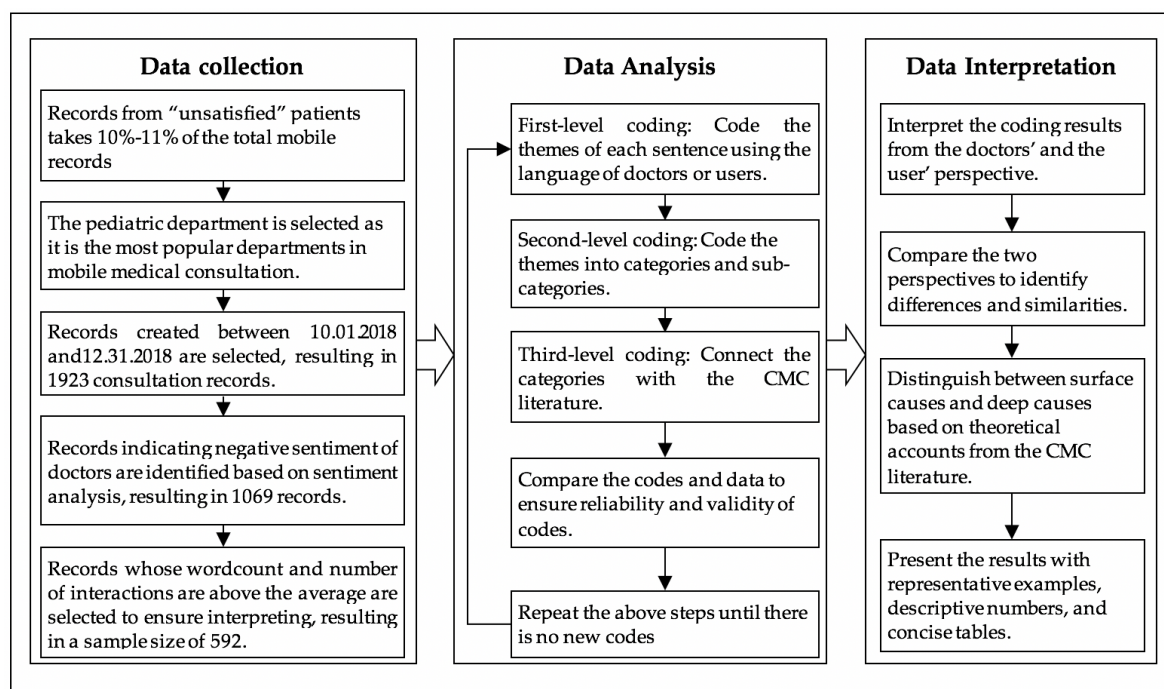 Data collection
Records from “unsatisfied” patients
takes 10%-11% of the total mobile
records
The pediatric department is selected as
it is the most popular departments in
mobile medical consultation.
Records created between 10.01.2018
and12.31.2018 are selected, resulting in
1923 consultation records.
Records indicating negative sentiment of
doctors are identified based on sentiment
analysis, resulting in 1069 records.
Records whose wordcount and number
of interactions are above the average are
selected to ensure interpreting, resulting
in a sample size of 592.
Data Analysis
First-level coding: Code the
themes of each sentence using the
language of doctors or users.
Second-level coding: Code the
themes into categories and sub-
categories.
Third-level coding: Connect the
categories with the CMC
literature.
Compare the codes and data to
ensure reliability and validity of
codes.
Repeat the above steps until there
is no new codes
Data Interpretation
Interpret the coding results
from the doctors’ and the
user’ perspective.
Compare the two
perspectives to identify
differences and similarities.
Distinguish between surface
causes and deep causes
based on theoretical
accounts from the CMC
literature.
Present the results with
representative examples,
descriptive numbers, and
concise tables.